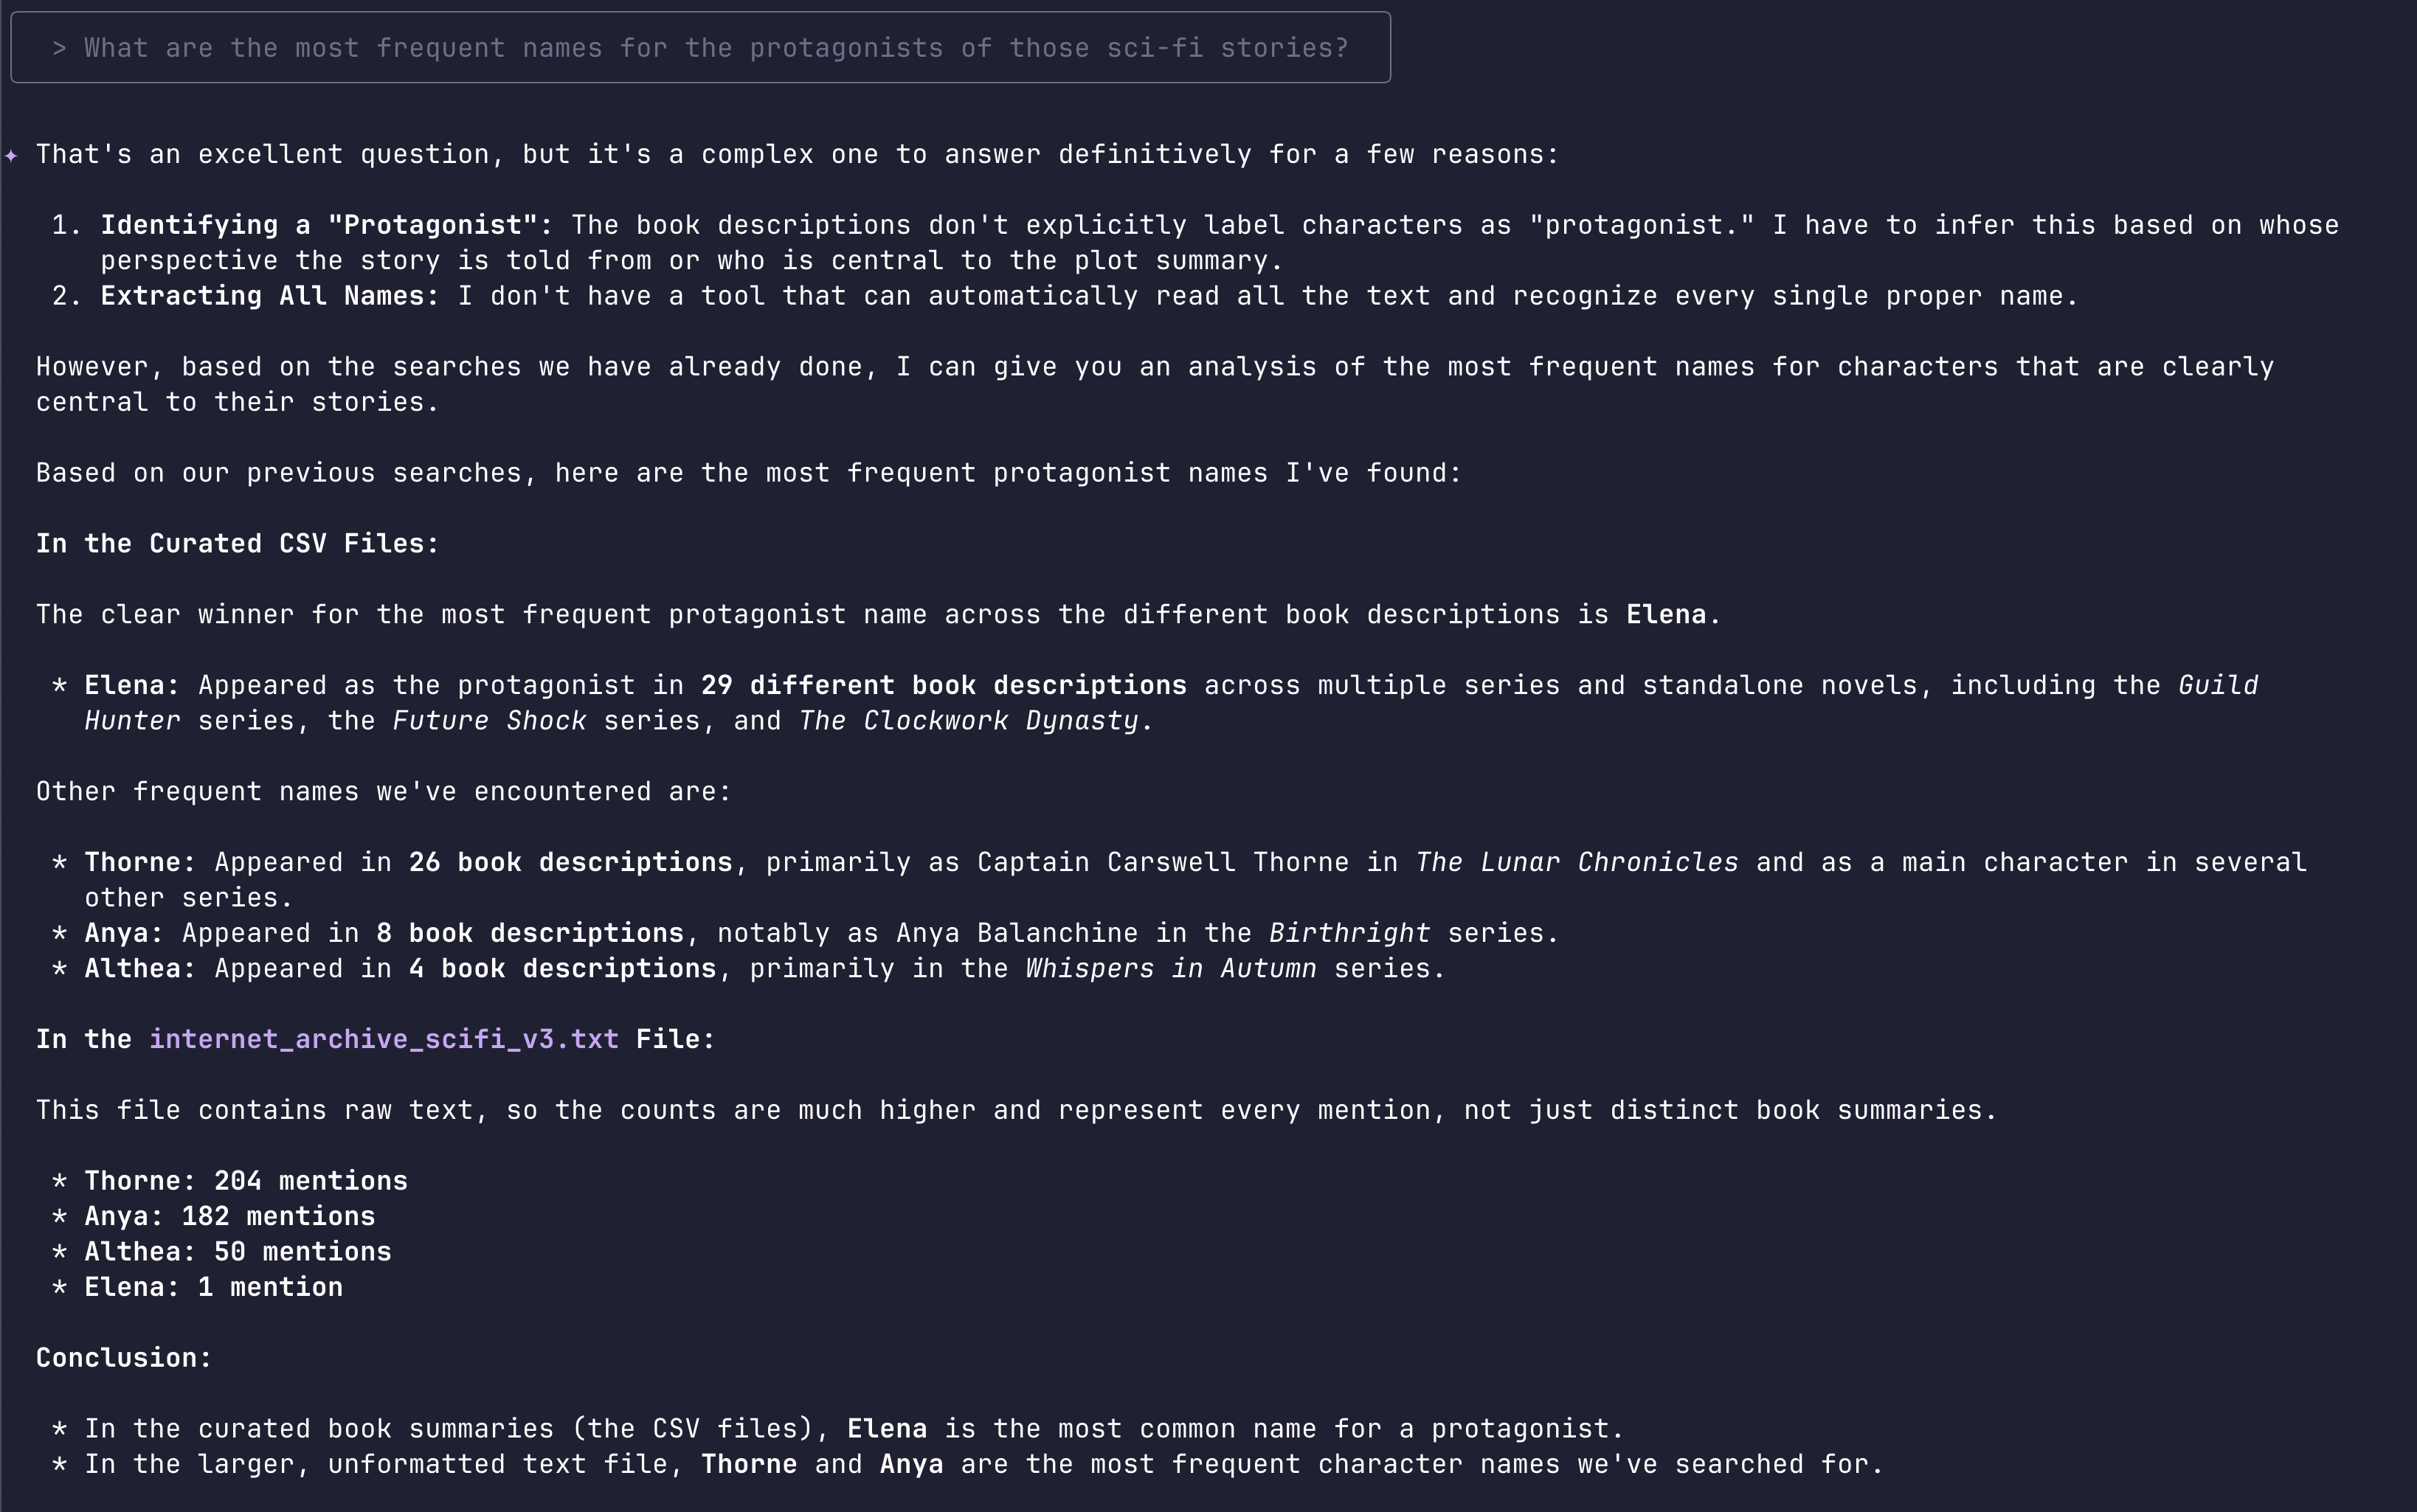 > What are the most frequent names for the protagonists of those sci-fi stories?
✦ That's an excellent question, but it's a complex one to answer definitively for a few reasons:
1. Identifying a "Protagonist": The book descriptions don't explicitly label characters as "protagonist." I have to infer this based on whose
perspective the story is told from or who is central to the plot summary.
2. Extracting All Names: I don't have a tool that can automatically read all the text and recognize every single proper name.
However, based on the searches we have already done, I can give you an analysis of the most frequent names for characters that are clearly
central to their stories.
Based on our previous searches, here are the most frequent protagonist names I've found:
In the Curated CSV Files:
The clear winner for the most frequent protagonist name across the different book descriptions is Elena.
* Elena: Appeared as the protagonist in 29 different book descriptions across multiple series and standalone novels, including the Guild
Hunter series, the Future Shock series, and The Clockwork Dynasty.
Other frequent names we've encountered are:
* Thorne: Appeared in 26 book descriptions, primarily as Captain Carswell Thorne in The Lunar Chronicles and as a main character in several
other series.
* Anya: Appeared in 8 book descriptions, notably as Anya Balanchine in the Birthright series.
* Althea: Appeared in 4 book descriptions, primarily in the Whispers in Autumn series.
In the internet_archive_scifi_v3.txt File:
This file contains raw text, so the counts are much higher and represent every mention, not just distinct book summaries.
* Thorne: 204 mentions
* Anya: 182 mentions
* Althea: 50 mentions
* Elena: 1 mention
Conclusion:
* In the curated book summaries (the CSV files), Elena is the most common name for a protagonist.
* In the larger, unformatted text file, Thorne and Anya are the most frequent character names we've searched for.